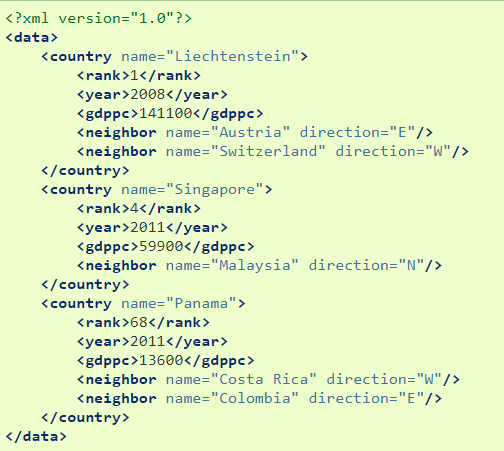 <?xml version="1.0"?>
<data>
    <country name="Liechtenstein">
        <rank>1</rank>
        <year>2008</year>
        <gdppc>141100</gdppc>
        <neighbor name="Austria" direction="E"/>
        <neighbor name="Switzerland" direction="W"/>
    </country>
    <country name="Singapore">
        <rank>4</rank>
        <year>2011</year>
        <gdppc>59900</gdppc>
        <neighbor name="Malaysia" direction="N"/>
    </country>
    <country name="Panama">
        <rank>68</rank>
        <year>2011</year>
        <gdppc>13600</gdppc>
        <neighbor name="Costa Rica" direction="W"/>
        <neighbor name="Colombia" direction="E"/>
    </country>
</data>